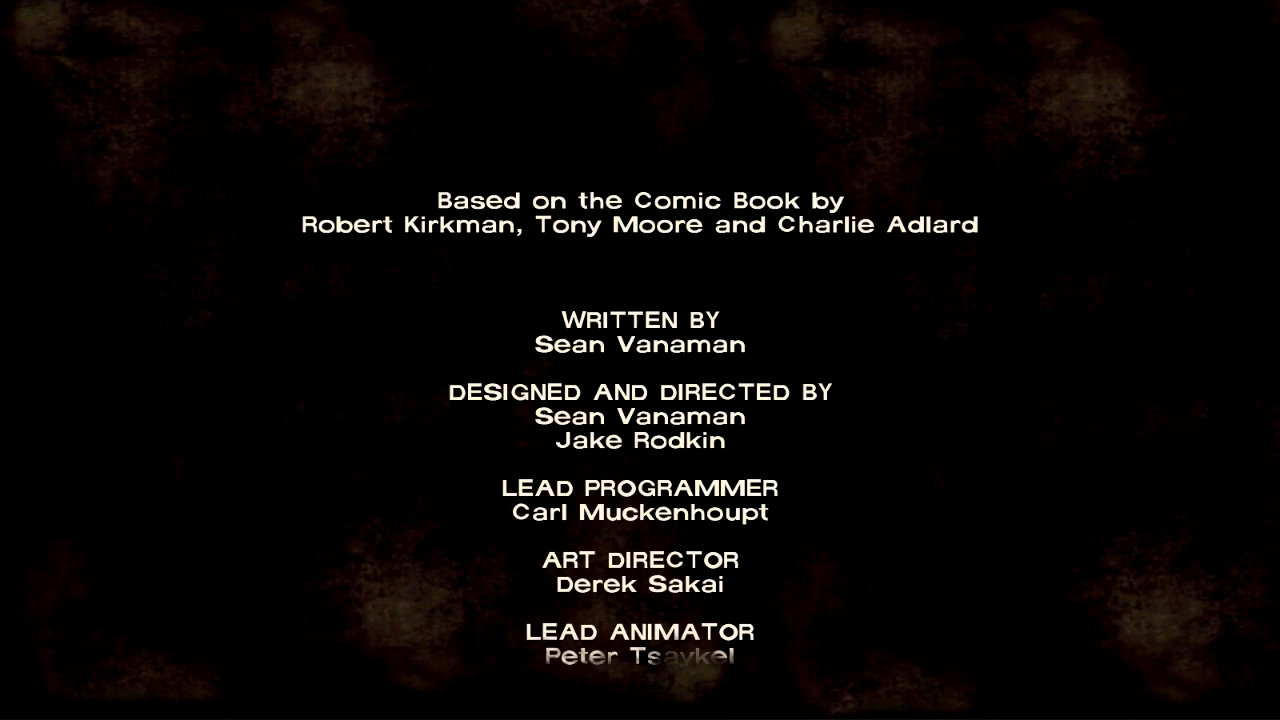 Based on the Comic Book by
Robert Kirkman, Tony Moore and Charlie Adlard
WRITTEN BY
Sean Vanaman
DESIGNED AND DIRECTED BY
Sean Vanaman
Jake Rodkin
LEAD PROGRAMMER
Carl Muckenhoupt
ART DIRECTOR
Derek Sakai
LEAD ANIMATOR
Peter Tsaykel